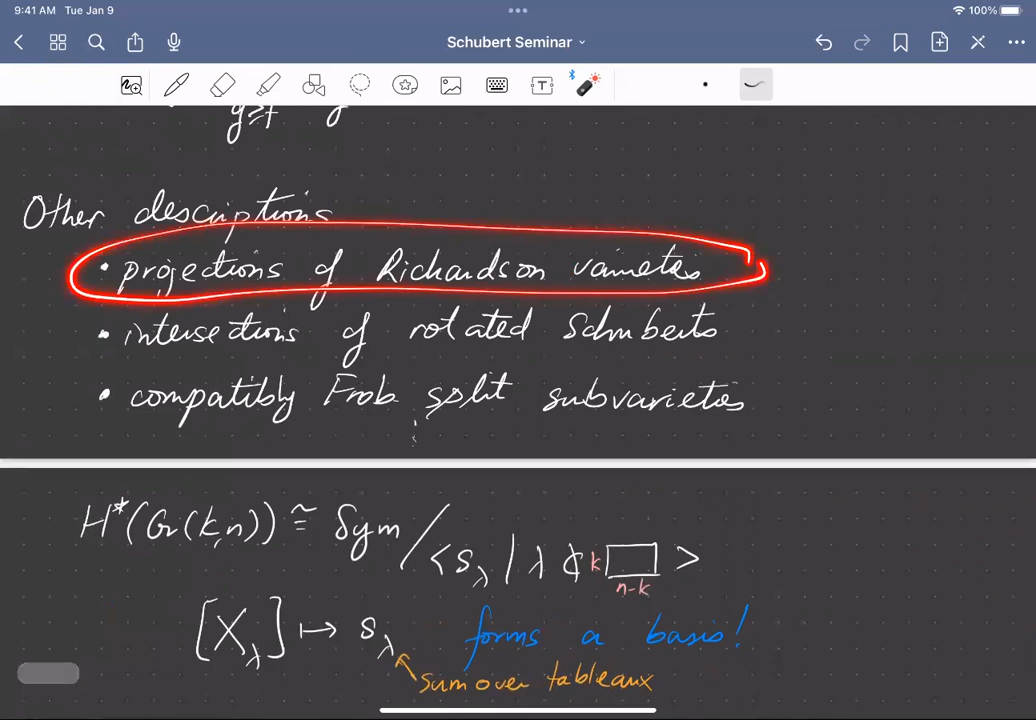 9:41 AM Tue Jan 9
100%
Schubert Seminar
y≥f y
Other descriptions
• projections of Richardson varieties
• intersections of rotated Schuberts
• compatibly Frob split subvarieties
H*(Gr(k,n)) ≅ Sym / <s_λ | λ ⊄ k □ >
n-k
[X_λ] ↦ s_λ forms a basis!
sum over tableaux